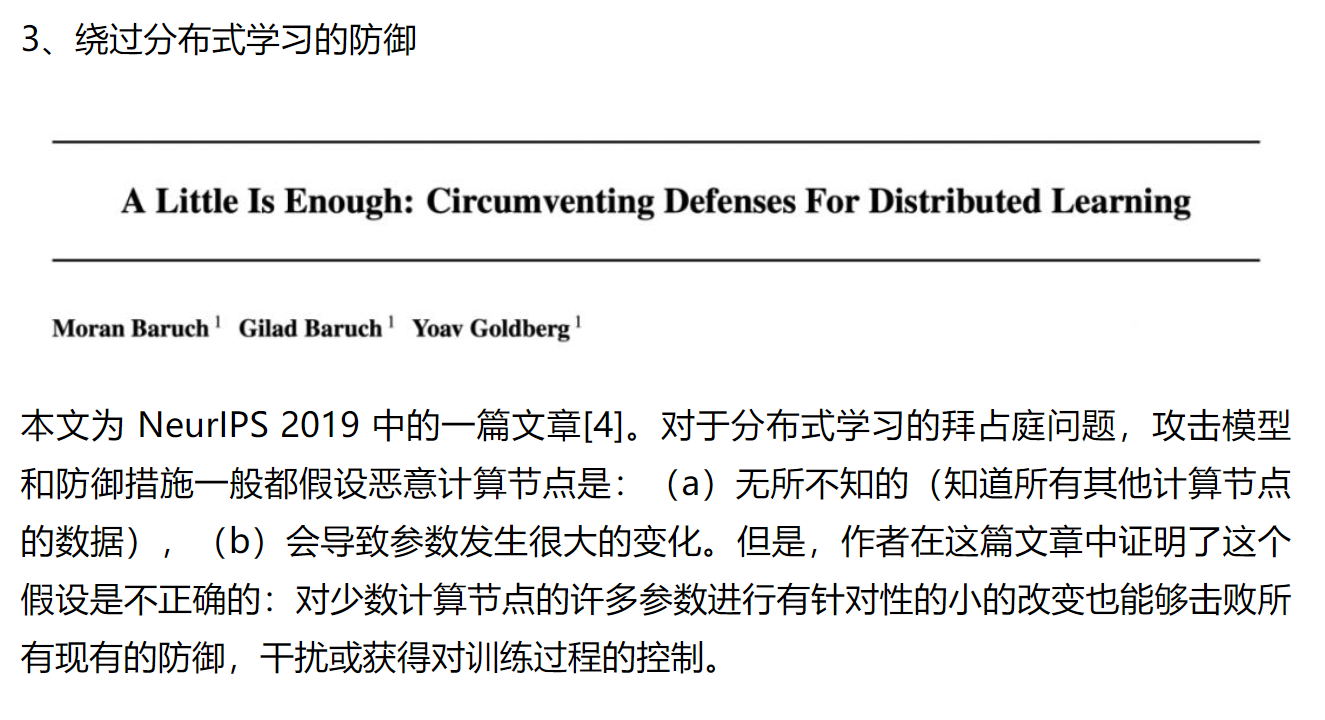 3、绕过分布式学习的防御
A Little Is Enough: Circumventing Defenses For Distributed Learning
Moran Baruch 1 Gilad Baruch 1 Yoav Goldberg 1
本文为 NeurIPS 2019 中的一篇文章[4]。对于分布式学习的拜占庭问题，攻击模型
和防御措施一般都假设恶意计算节点是：（a）无所不知的（知道所有其他计算节点
的数据），（b）会导致参数发生很大的变化。但是，作者在这篇文章中证明了这个
假设是不正确的：对少数计算节点的许多参数进行有针对性的小的改变也能够击败所
有现有的防御，干扰或获得对训练过程的控制。